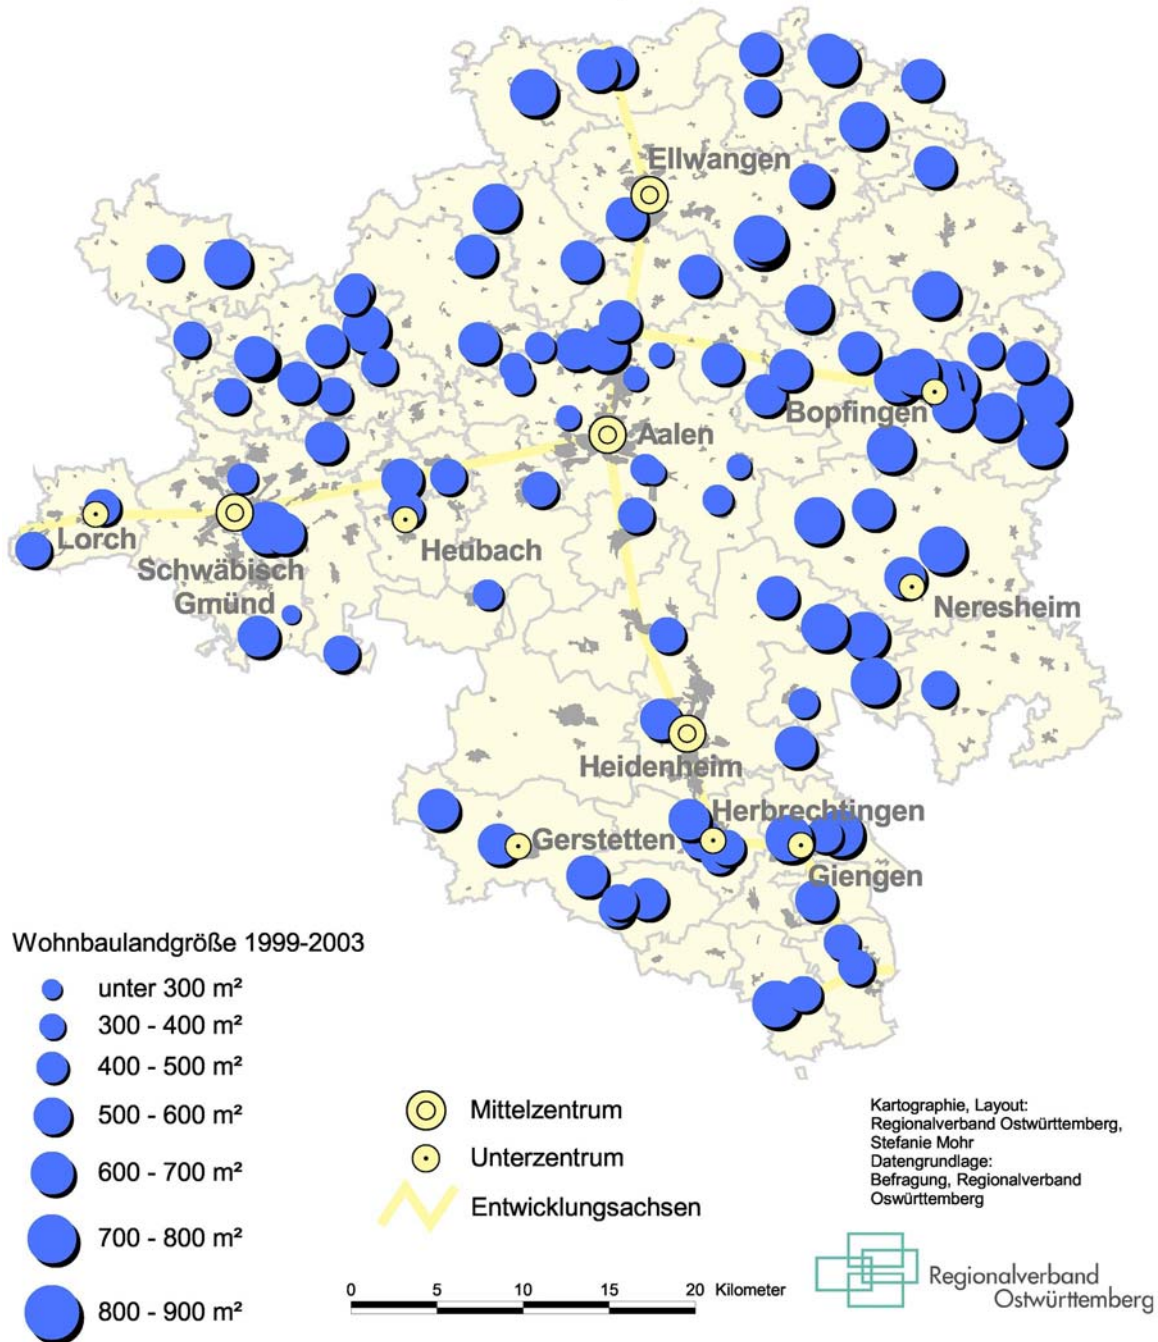 Ellwangen
Bopfingen
Aalen
Lorch
Schwäbisch
Gmünd
Heubach
Neresheim
Heidenheim
Herbrechtingen
Gerstetten
Giengen
Wohnbaulandgröße 1999-2003
unter 300 m²
300 - 400 m²
400 - 500 m²
500 - 600 m²
600 - 700 m²
700 - 800 m²
800 - 900 m²
Mittelzentrum
Unterzentrum
Entwicklungsachsen
0 5 10 15 20 Kilometer
Kartographie, Layout:
Regionalverband Ostwürttemberg,
Stefanie Mohr
Datengrundlage:
Befragung, Regionalverband
Oswürttemberg
Regionalverband
Ostwürttemberg